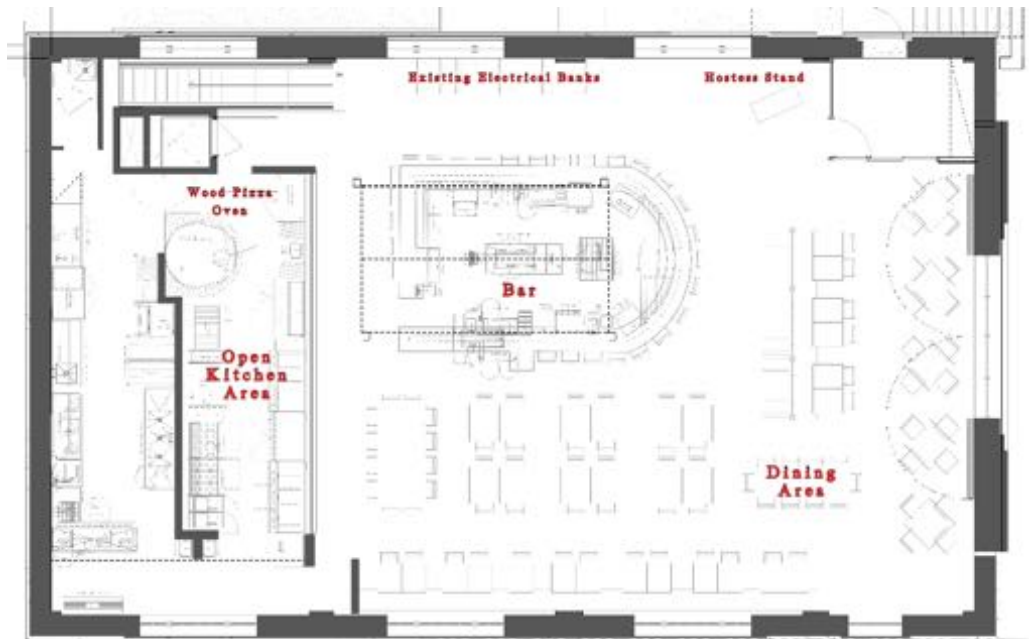 Existing Electrical Banks
Hostess Stand
Wood Pizza
Oven
Bar
Open
Kitchen
Area
Dining
Area